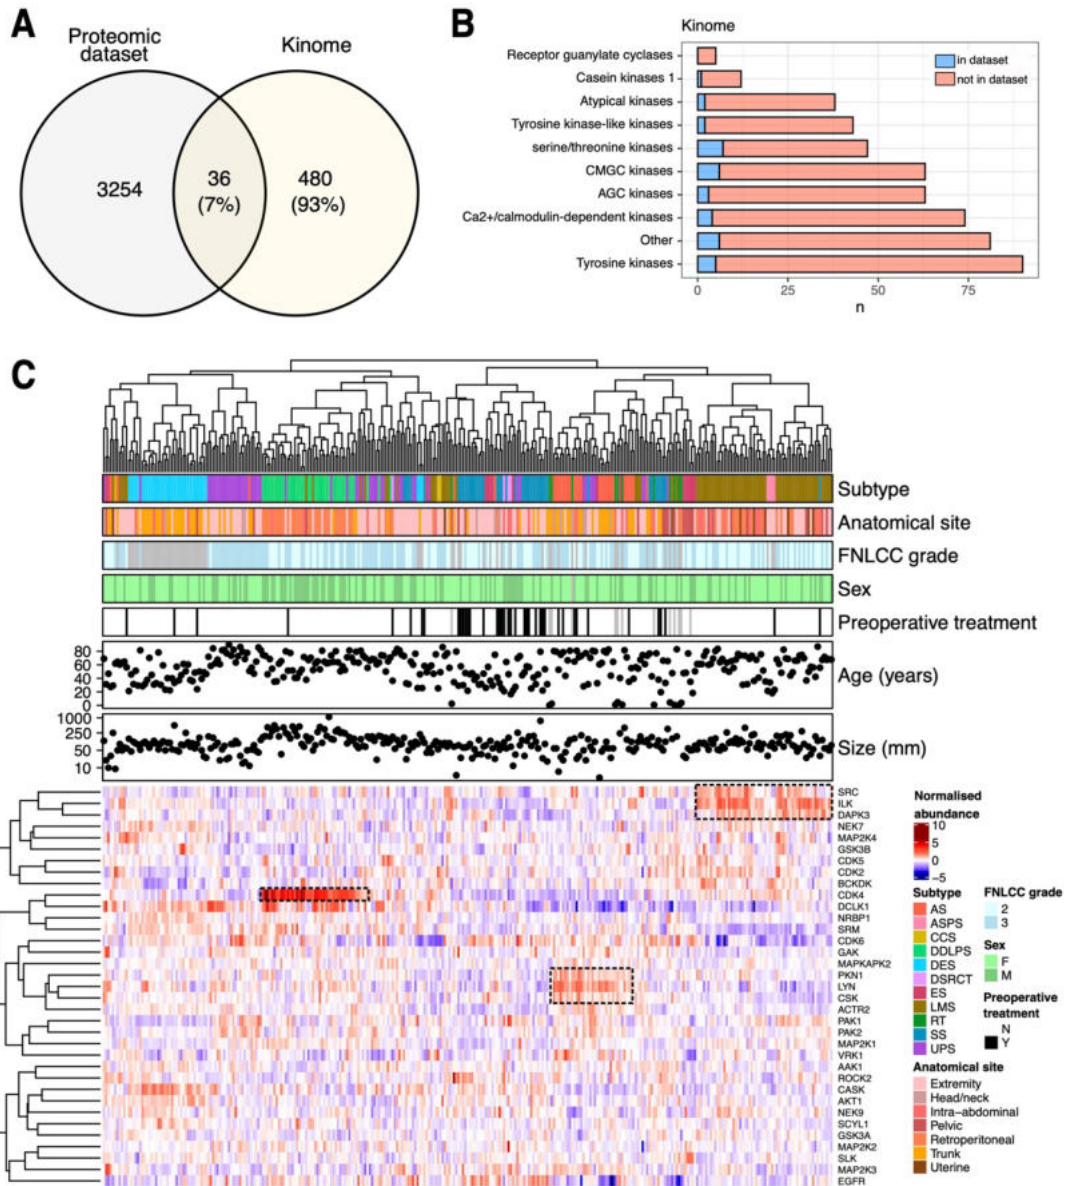 A
Proteomic
dataset
Kinome
3254
36
(7%)
480
(93%)
B
Kinome
Receptor guanylate cyclases
Casein kinases 1
Atypical kinases
Tyrosine kinase-like kinases
serine/threonine kinases
CMGC kinases
AGC kinases
Ca2+/calmodulin-dependent kinases
Other
Tyrosine kinases
in dataset
not in dataset
0 25 50 75
n
C
Subtype
Anatomical site
FNLCC grade
Sex
Preoperative treatment
80
60
40
20
0
Age (years)
1000
250
50
10
Size (mm)
SRC
ILK
DAPK3
NEK7
MAP2K4
GSK3B
CDK5
CDK2
BCKDK
CDK4
DCLK1
NRBP1
SRM
CDK6
GAK
MAPKAPK2
PKN1
LYN
CSK
ACTR2
PAK1
PAK2
MAP2K1
VRK1
AAK1
ROCK2
CASK
AKT1
NEK9
SCYL1
GSK3A
MAP2K2
SLK
MAP2K3
EGFR
Normalised
abundance
10
5
0
−5
Subtype
AS
ASPS
CCS
DDLPS
DES
DSRCT
ES
LMS
RT
SS
UPS
FNLCC grade
2
3
Sex
F
M
Preoperative
treatment
N
Y
Anatomical site
Extremity
Head/neck
Intra−abdominal
Pelvic
Retroperitoneal
Trunk
Uterine